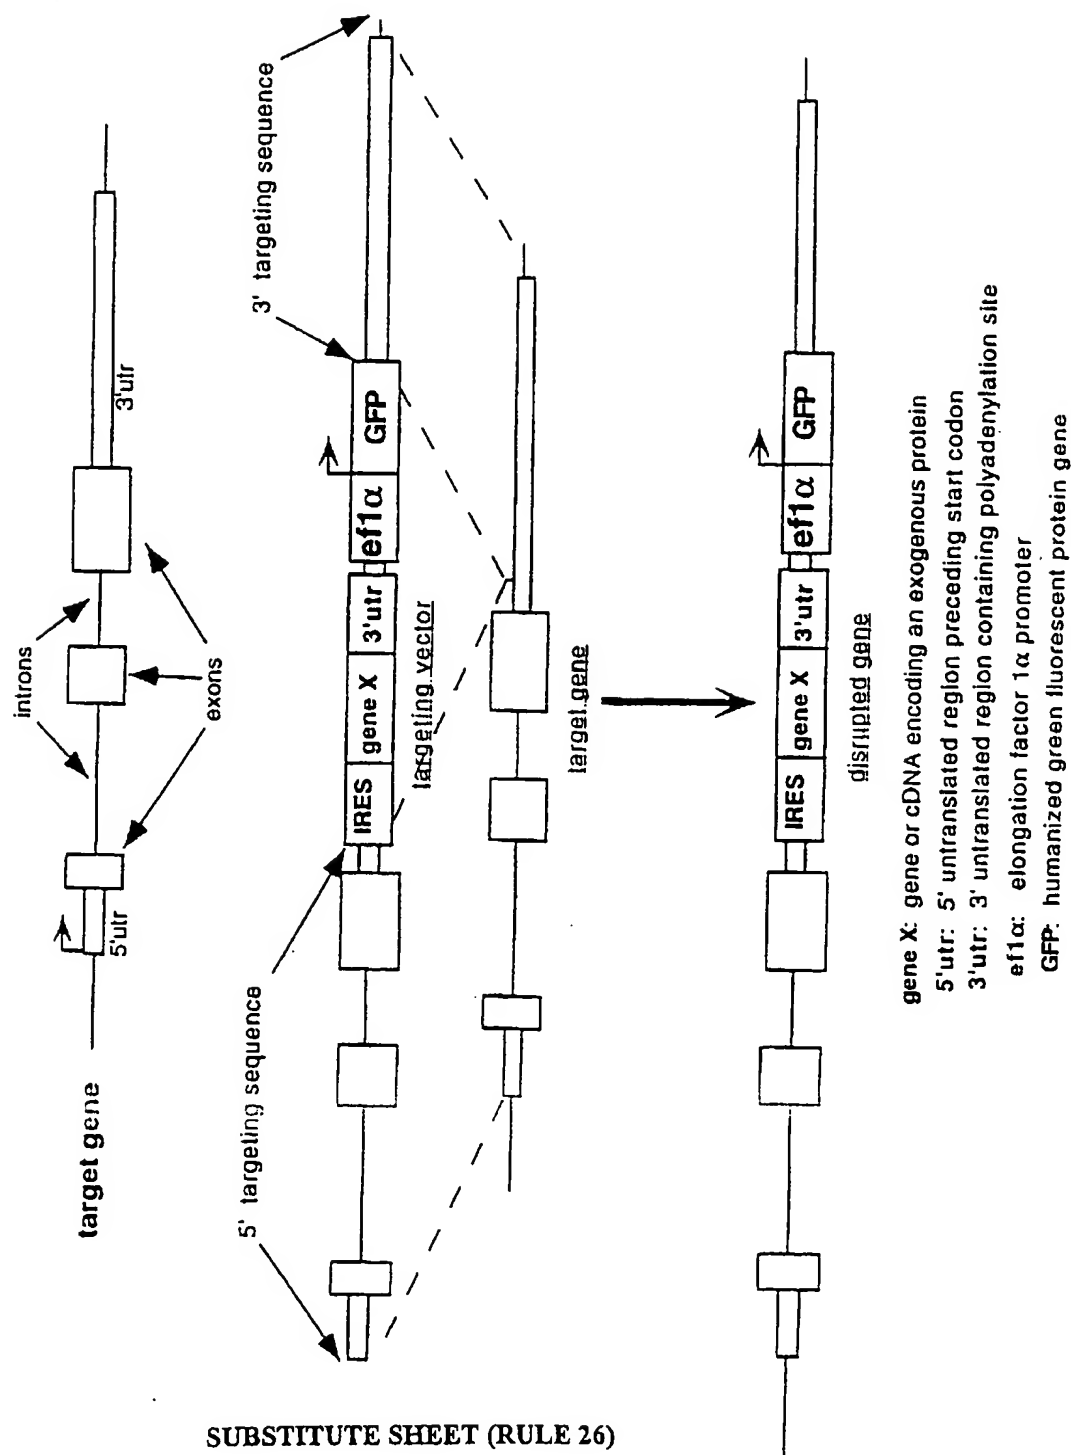 target gene
introns
5'utr
3'utr
exons
5' targeting sequence
3' targeting sequence
IRES gene X 3'utr ef1α GFP
targeting vector
target gene
IRES gene X 3'utr ef1α GFP
disrupted gene
gene X: gene or cDNA encoding an exogenous protein
5'utr: 5' untranslated region preceding start codon
3'utr: 3' untranslated region containing polyadenylation site
ef1α: elongation factor 1α promoter
GFP: humanized green fluorescent protein gene
SUBSTITUTE SHEET (RULE 26)